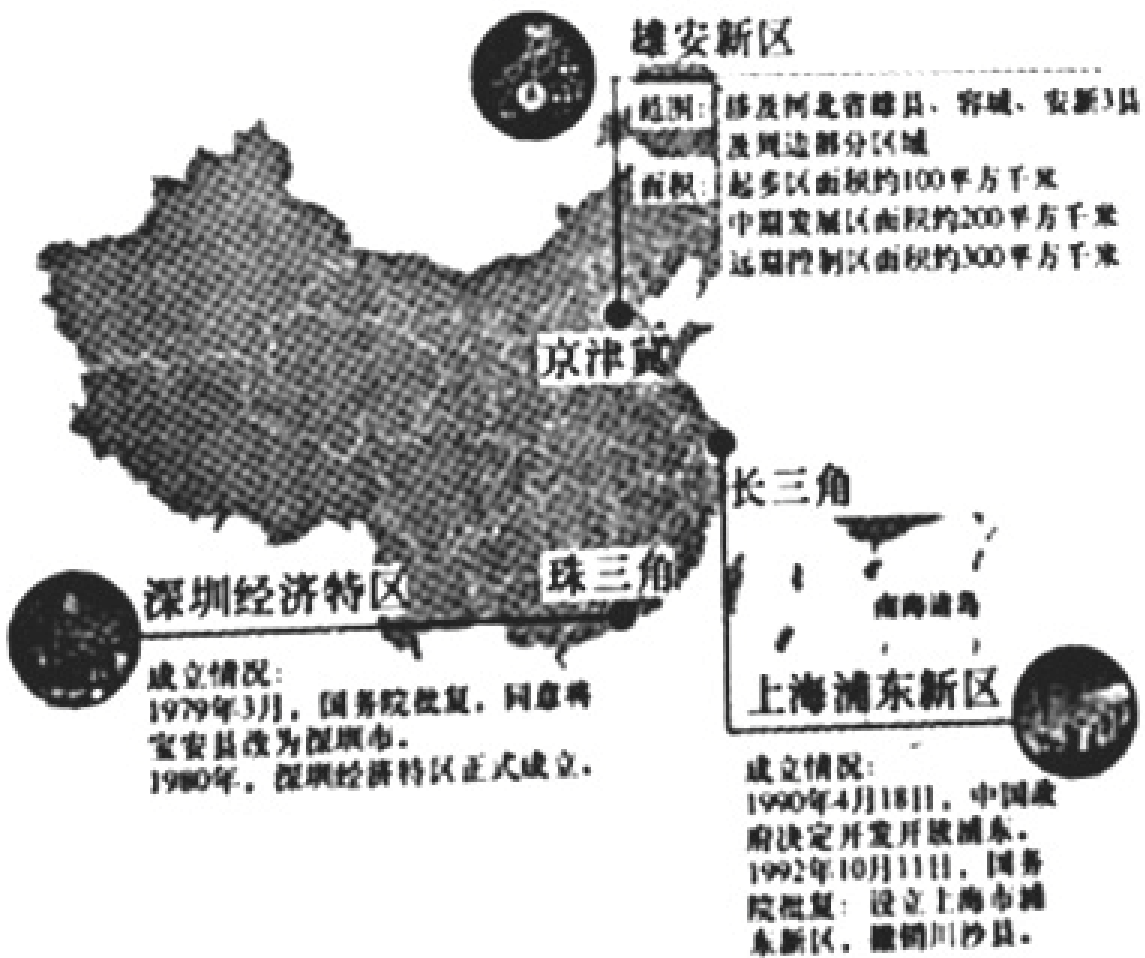 雄安新区
范围：涉及河北省雄县、容城、安新3县
及周边部分区域
面积：起步区面积约100平方千米
中期发展区面积约200平方千米
远期控制区面积约300平方千米
京津冀
长三角
珠三角
南海诸岛
深圳经济特区
成立情况：
1979年3月，国务院批复，同意将
宝安县改为深圳市。
1980年，深圳经济特区正式成立。
上海浦东新区
成立情况：
1990年4月18日，中国政
府决定开发开放浦东。
1992年10月11日，国务
院批复：设立上海市浦
东新区，撤销川沙县。